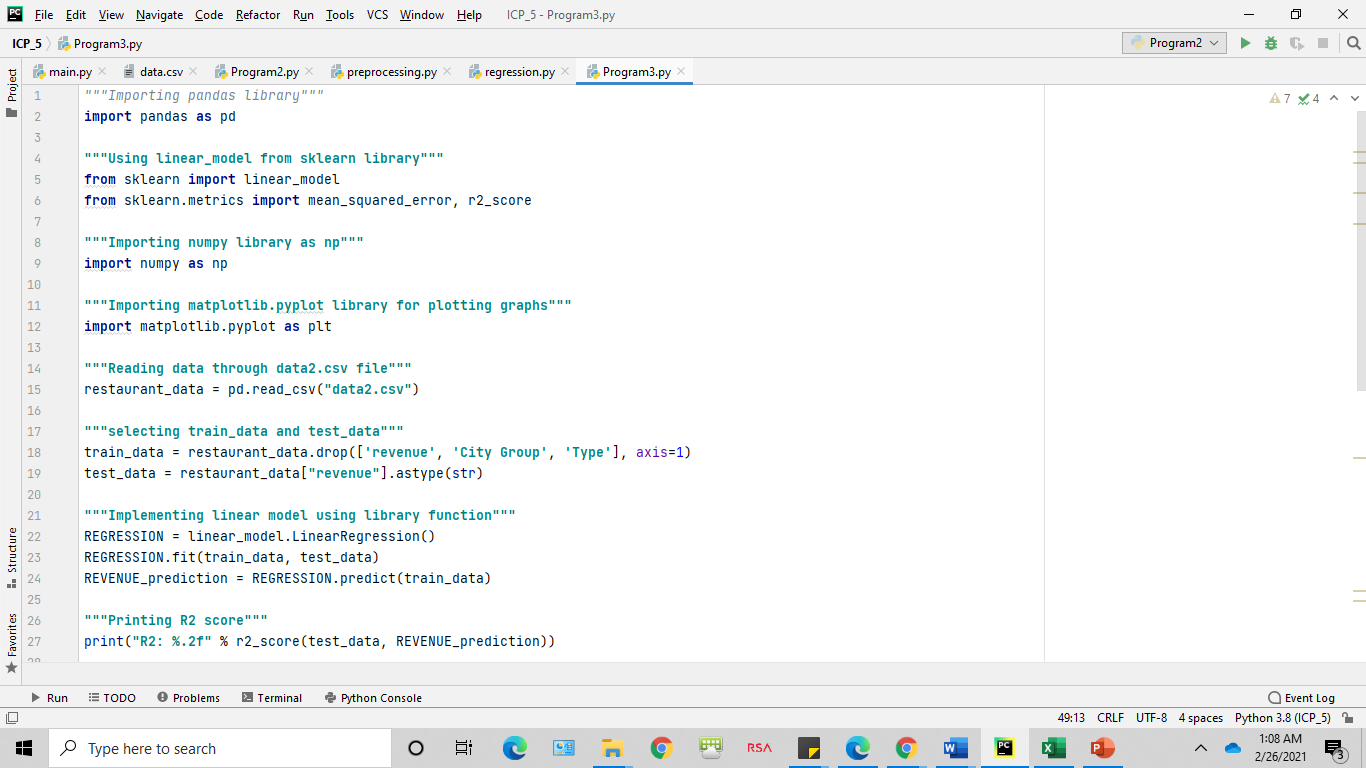 PC File Edit View Navigate Code Refactor Run Tools VCS Window Help ICP_5 - Program3.py
ICP_5 Program3.py Program2
main.py data.csv Program2.py preprocessing.py regression.py Program3.py
Project
Structure
Favorites
7 4
1 """Importing pandas library"""
2 import pandas as pd
3
4 """Using linear_model from sklearn library"""
5 from sklearn import linear_model
6 from sklearn.metrics import mean_squared_error, r2_score
7
8 """Importing numpy library as np"""
9 import numpy as np
10
11 """Importing matplotlib.pyplot library for plotting graphs"""
12 import matplotlib.pyplot as plt
13
14 """Reading data through data2.csv file"""
15 restaurant_data = pd.read_csv("data2.csv")
16
17 """selecting train_data and test_data"""
18 train_data = restaurant_data.drop(['revenue', 'City Group', 'Type'], axis=1)
19 test_data = restaurant_data["revenue"].astype(str)
20
21 """Implementing linear model using library function"""
22 REGRESSION = linear_model.LinearRegression()
23 REGRESSION.fit(train_data, test_data)
24 REVENUE_prediction = REGRESSION.predict(train_data)
25
26 """Printing R2 score"""
27 print("R2: %.2f" % r2_score(test_data, REVENUE_prediction))
28
Run TODO Problems Terminal Python Console Event Log
49:13 CRLF UTF-8 4 spaces Python 3.8 (ICP_5)
Type here to search RSA PC 1:08 AM
2/26/2021 3